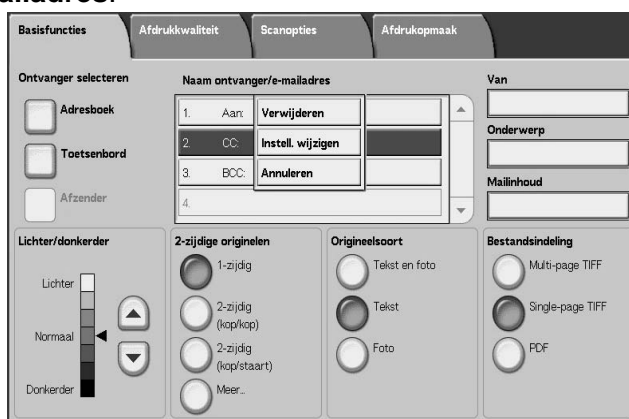 mailadres.
Basisfuncties Afdrukkwaliteit Scanopties Afdrukopmaak
Ontvanger selecteren Naam ontvanger/e-mailadres Van
Adresboek
1. Aan: Verwijderen
Onderwerp
2. CC: Instell. wijzigen
Toetsenbord
3. BCC: Annuleren
Mailinhoud
Afzender
4.
Lichter/donkerder 2-zijdige originelen Origineelsoort Bestandsindeling
1-zijdig Tekst en foto Multi-page TIFF
Lichter
2-zijdig
(kop/kop)
Tekst Single-page TIFF
Normaal
2-zijdig
(kop/staart)
Foto PDF
Donkerder Meer...